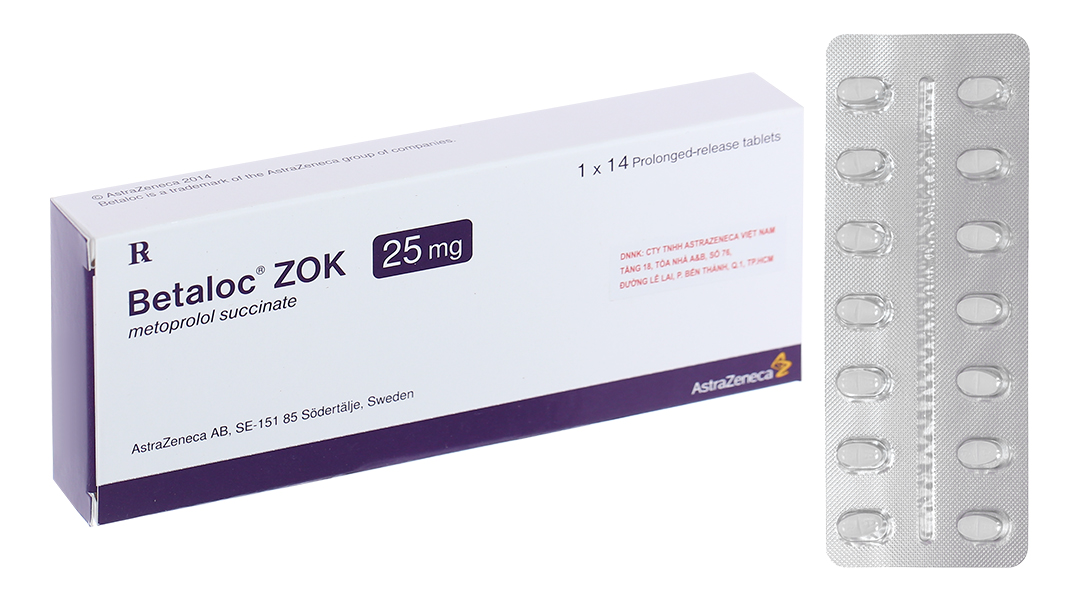 © AstraZeneca 2014
Betaloc is a trademark of the AstraZeneca group of companies.
1 x 14 Prolonged-release tablets
R
Betaloc® ZOK 25 mg
metoprolol succinate
DNNK: CTY TNHH ASTRAZENECA VIỆT NAM
TẦNG 18, TÒA NHÀ A&B, SỐ 76,
ĐƯỜNG LÊ LAI, P. BẾN THÀNH, Q.1, TP.HCM
AstraZeneca
AstraZeneca AB, SE-151 85 Södertälje, Sweden